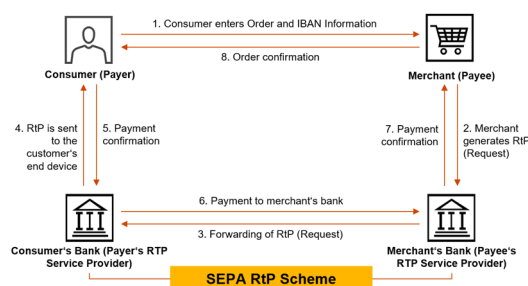 1. Consumer enters Order and IBAN Information
8. Order confirmation
Consumer (Payer)
Merchant (Payee)
4. RtP is sent
to the
customer's
end device
5. Payment
confirmation
7. Payment
confirmation
2. Merchant
generates RtP
(Request)
6. Payment to merchant's bank
3. Forwarding of RtP (Request)
Consumer's Bank (Payer's RTP
Service Provider)
Merchant's Bank (Payee's
RTP Service Provider)
SEPA RtP Scheme